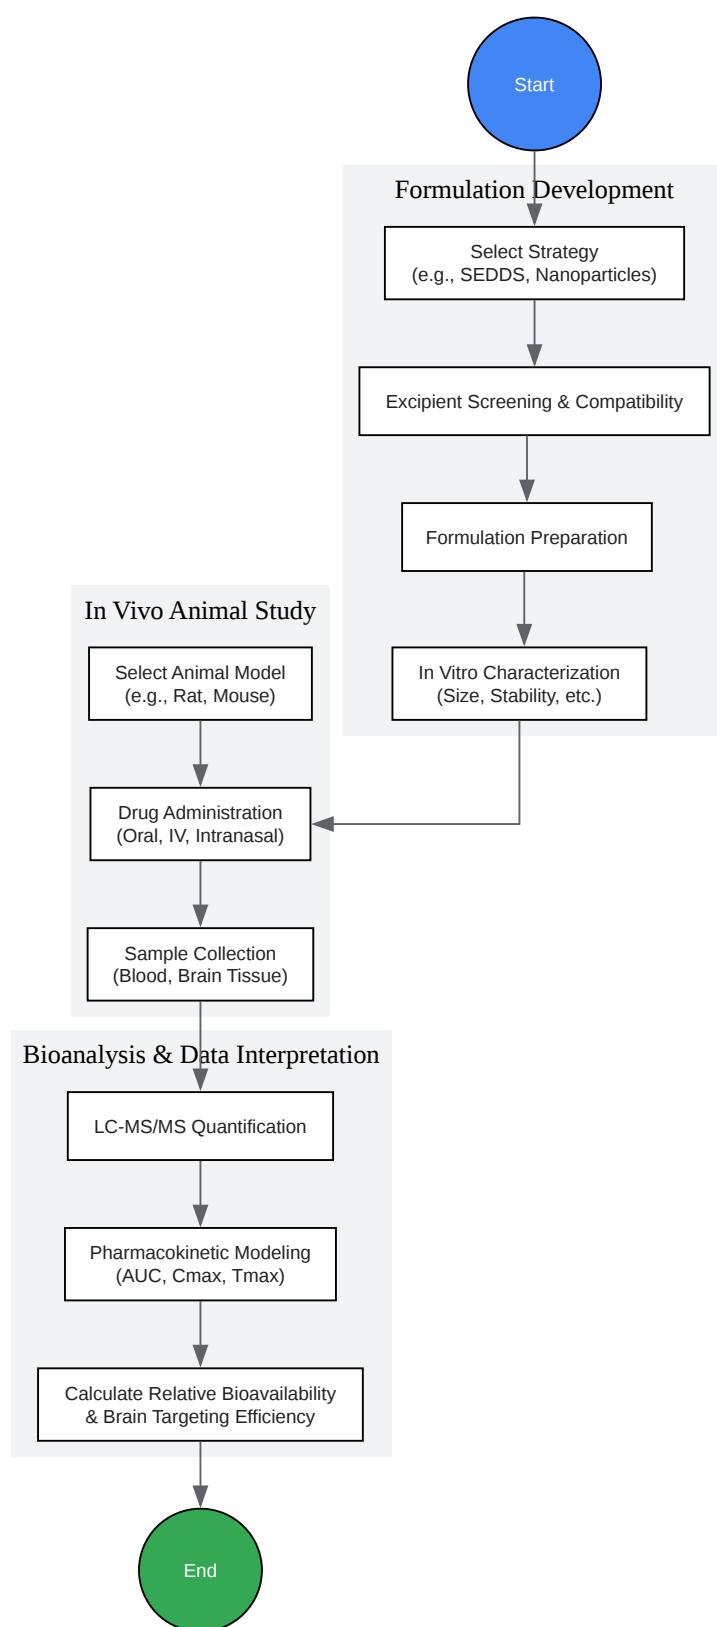 Start
Formulation Development
Select Strategy
(e.g., SEDDS, Nanoparticles)
Excipient Screening & Compatibility
Formulation Preparation
In Vitro Characterization
(Size, Stability, etc.)
In Vivo Animal Study
Select Animal Model
(e.g., Rat, Mouse)
Drug Administration
(Oral, IV, Intranasal)
Sample Collection
(Blood, Brain Tissue)
Bioanalysis & Data Interpretation
LC-MS/MS Quantification
Pharmacokinetic Modeling
(AUC, Cmax, Tmax)
Calculate Relative Bioavailability
& Brain Targeting Efficiency
End